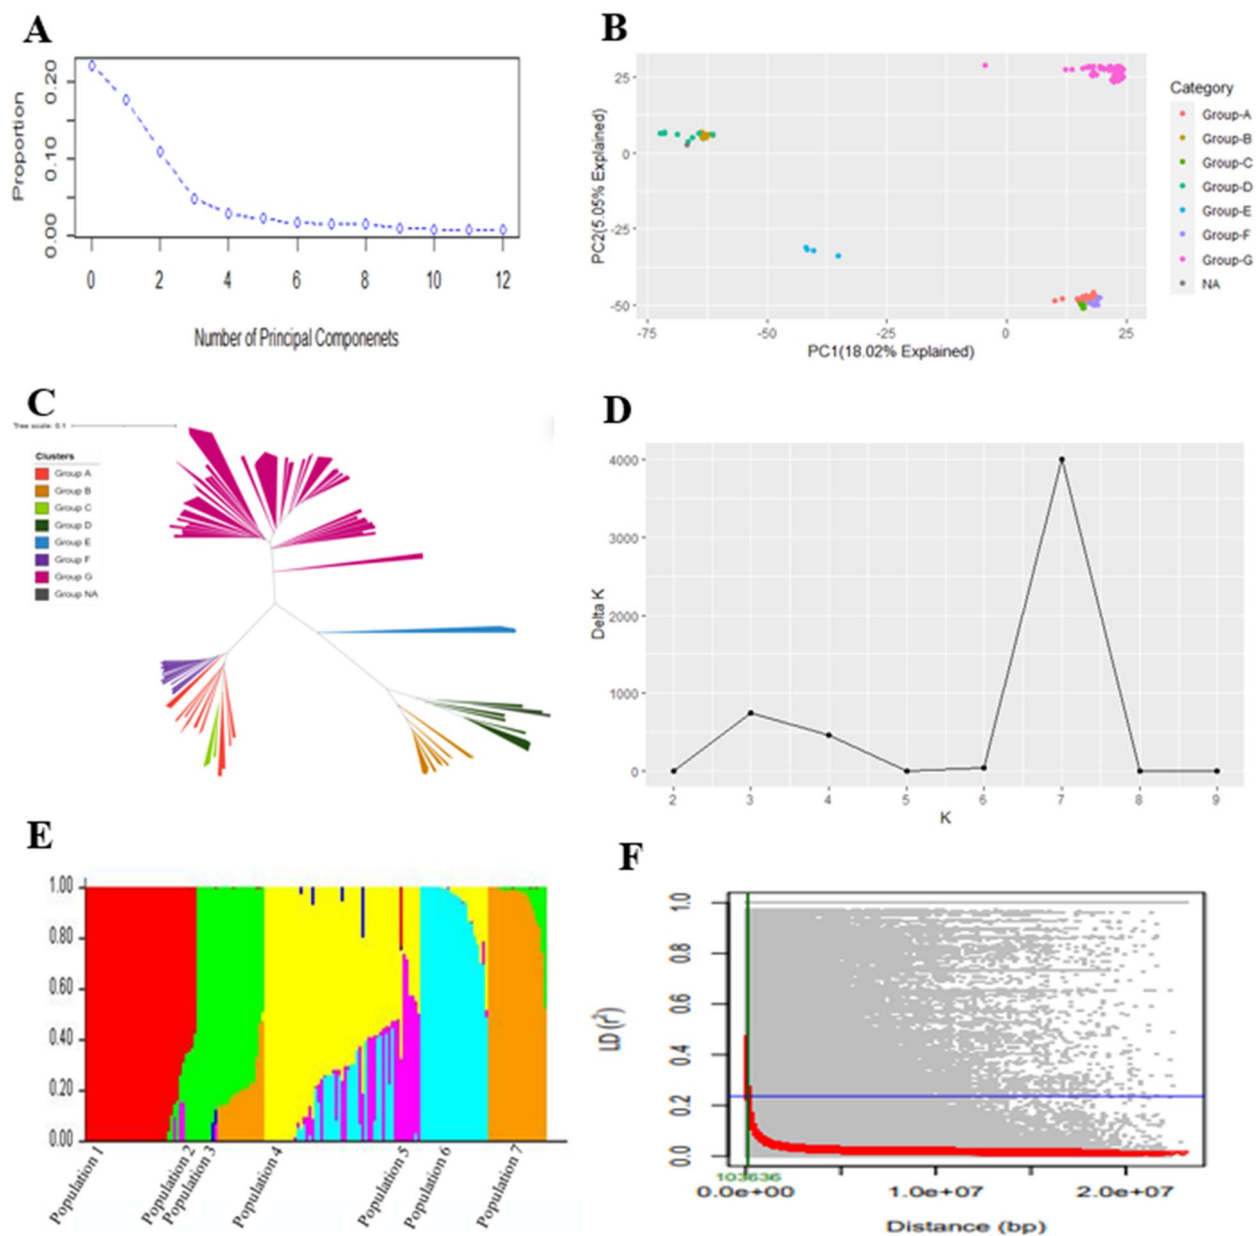 A
Proportion
0.20
0.10
0.00
0 2 4 6 8 10 12
Number of Principal Componenets
B
PC2(5.05% Explained)
25
0
-25
-50
-75 -50 -25 0 25
PC1(18.02% Explained)
Category
Group-A
Group-B
Group-C
Group-D
Group-E
Group-F
Group-G
NA
C
Tree scale: 0.1
Clusters
Group A
Group B
Group C
Group D
Group E
Group F
Group G
Group NA
D
Delta K
4000
3000
2000
1000
0
2 3 4 5 6 7 8 9
K
E
1.00
0.80
0.60
0.40
0.20
0.00
Population 1
Population 2
Population 3
Population 4
Population 5
Population 6
Population 7
F
LD (r²)
1.0
0.8
0.6
0.4
0.2
0.0
103636
0.0e+00 1.0e+07 2.0e+07
Distance (bp)